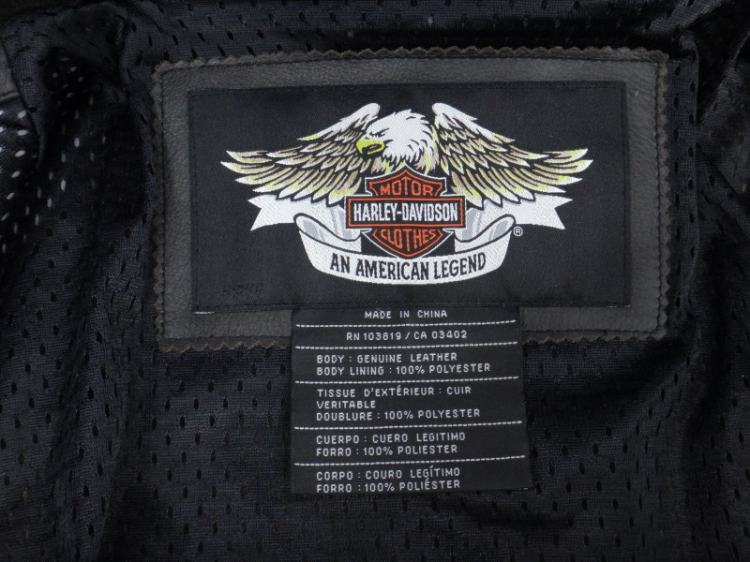 MOTOR
HARLEY-DAVIDSON
CLOTHES
®
AN AMERICAN LEGEND
MADE IN CHINA
RN 103819 / CA 03402
BODY : GENUINE LEATHER
BODY LINING : 100% POLYESTER
TISSUE D'EXTÉRIEUR : CUIR
VERITABLE
DOUBLURE : 100% POLYESTER
CUERPO : CUERO LEGITIMO
FORRO : 100% POLIESTER
CORPO : COURO LEGÍTIMO
FORRO : 100% POLIÉSTER